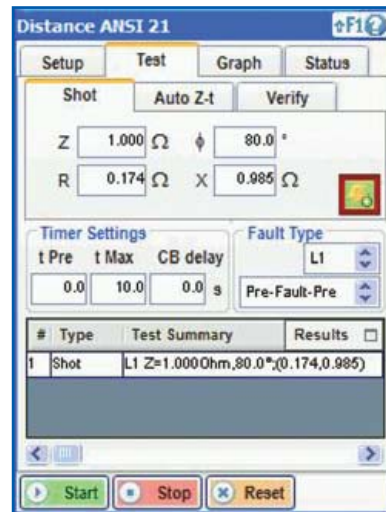 Distance ANSI 21 ⇧F1?
Setup Test Graph Status
Shot Auto Z-t Verify
Z 1.000 Ω ϕ 80.0 °
R 0.174 Ω X 0.985 Ω
Timer Settings
t Pre t Max CB delay
0.0 10.0 0.0 s
Fault Type
L1
Pre-Fault-Pre
# Type Test Summary Results
1 Shot L1 Z=1.000Ohm,80.0°;(0.174,0.985)
Start Stop Reset